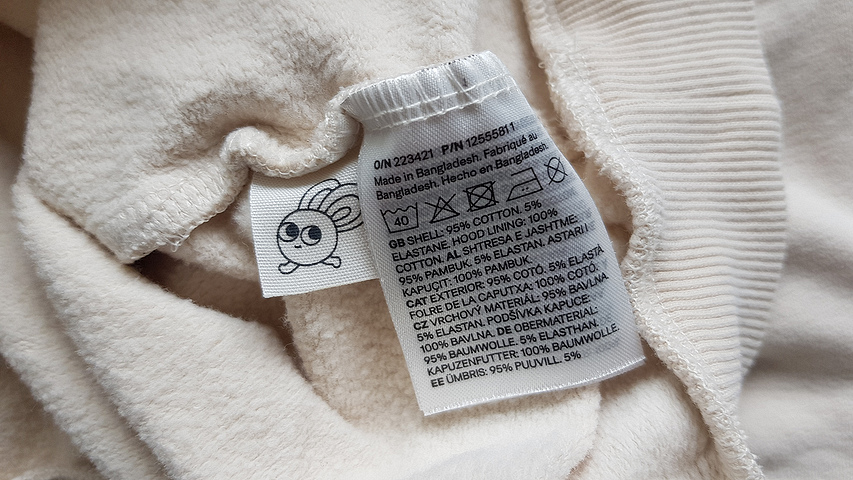 O/N 223421 P/N 12555811
Made in Bangladesh. Fabriqué au
Bangladesh. Hecho en Bangladesh.
40
GB SHELL: 95% COTTON. 5%
ELASTANE. HOOD LINING: 100%
COTTON. AL SHTRESA E JASHTME:
95% PAMBUK. 5% ELASTAN. ASTARI I
KAPUÇIT: 100% PAMBUK.
CAT EXTERIOR: 95% COTÓ. 5% ELASTÀ
FOLRE DE LA CAPUTXA: 100% COTÓ.
CZ VRCHOVÝ MATERIÁL: 95% BAVLNA
5% ELASTAN. PODŠÍVKA KAPUCE:
100% BAVLNA. DE OBERMATERIAL:
95% BAUMWOLLE. 5% ELASTHAN.
KAPUZENFUTTER: 100% BAUMWOLLE.
EE ÜMBRIS: 95% PUUVILL. 5%